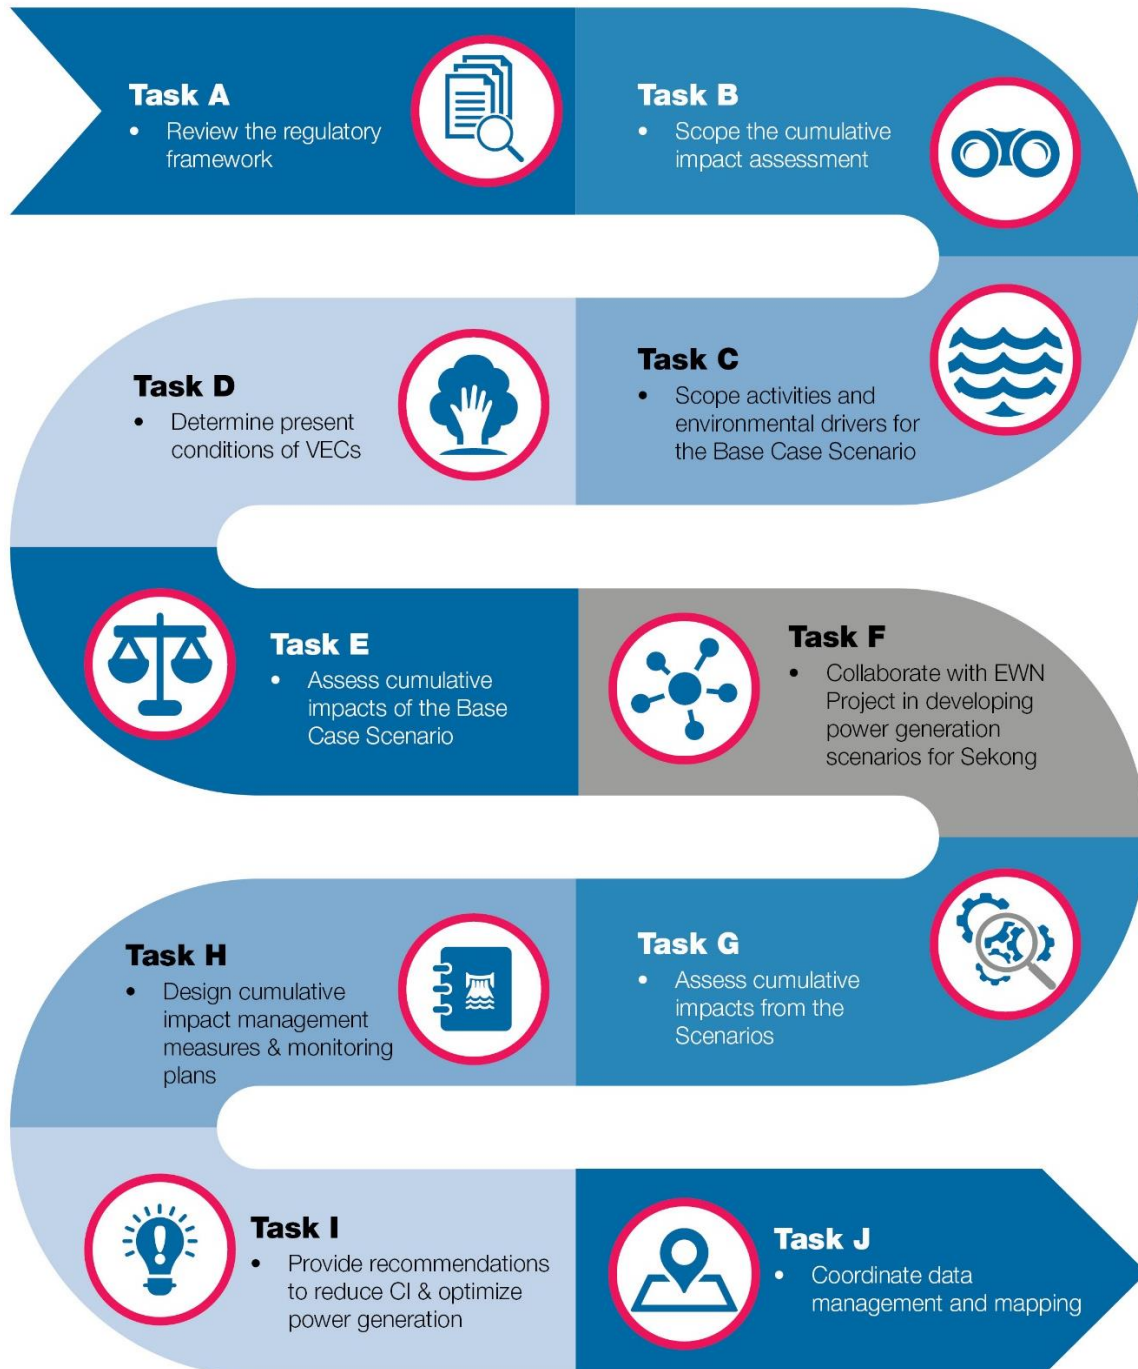 Task A
• Review the regulatory
framework
Task B
• Scope the cumulative
impact assessment
Task C
• Scope activities and
environmental drivers for
the Base Case Scenario
Task D
• Determine present
conditions of VECs
Task E
• Assess cumulative
impacts of the Base
Case Scenario
Task F
• Collaborate with EWN
Project in developing
power generation
scenarios for Sekong
Task G
• Assess cumulative
impacts from the
Scenarios
Task H
• Design cumulative
impact management
measures & monitoring
plans
Task I
• Provide recommendations
to reduce CI & optimize
power generation
Task J
• Coordinate data
management and mapping